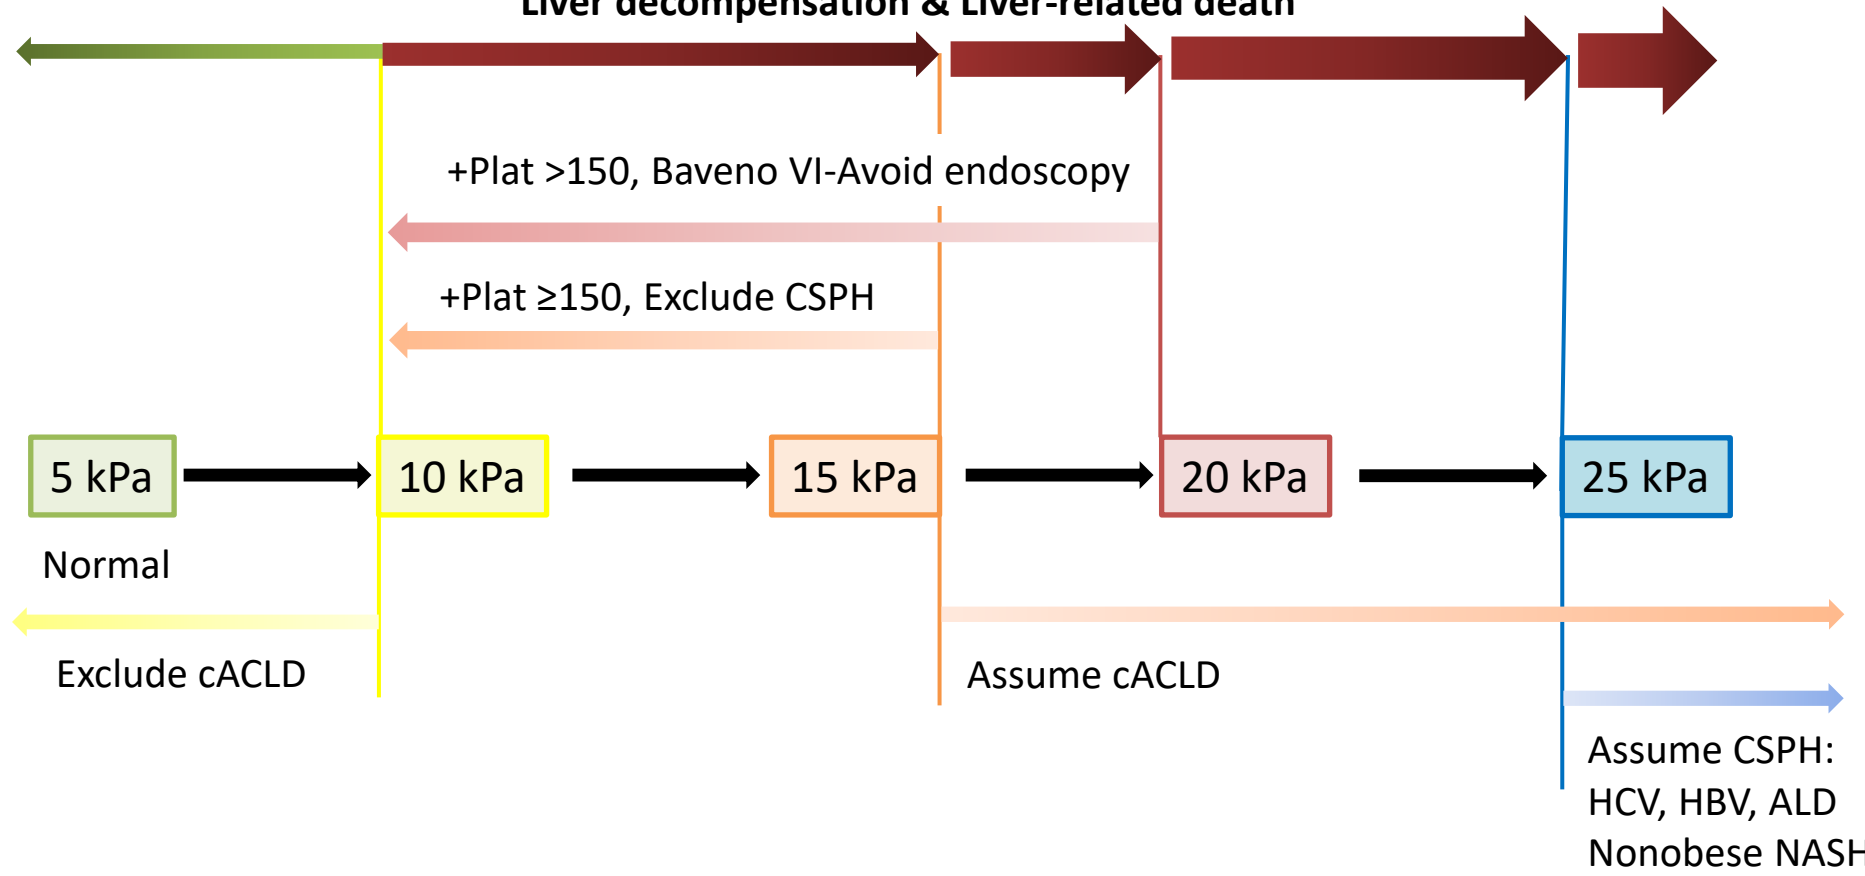 Liver decompensation & Liver-related death
+Plat >150, Baveno VI-Avoid endoscopy
+Plat ≥150, Exclude CSPH
5 kPa
10 kPa
15 kPa
20 kPa
25 kPa
Normal
Exclude cACLD
Assume cACLD
Assume CSPH:
HCV, HBV, ALD
Nonobese NASH